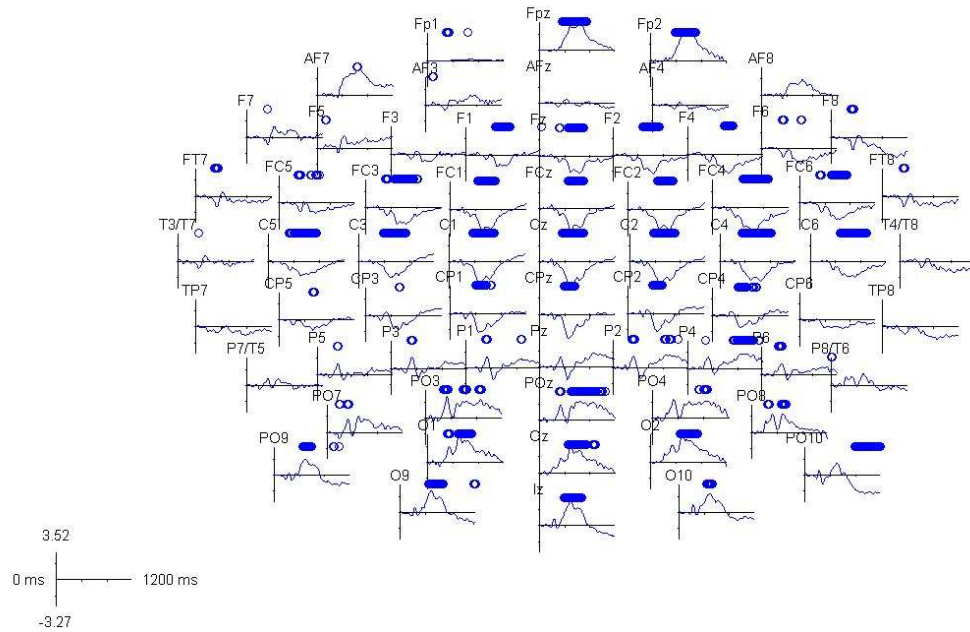 Fp1 Fpz Fp2
AF7 AF3 AFz AF4 AF8
F7 F5 F3 F1 Fz F2 F4 F6 F8
FT7 FC5 FC3 FC1 FCz FC2 FC4 FC6 FT8
T3/T7 C5 C3 C1 Cz C2 C4 C6 T4/T8
TP7 CP5 CP3 CP1 CPz CP2 CP4 CP6 TP8
P7/T5 P5 P3 P1 Pz P2 P4 P6 P8/T6
PO7 PO3 POz PO4 PO8
PO9 O1 Cz O2 PO10
O9 Iz O10
3.52
0 ms 1200 ms
-3.27